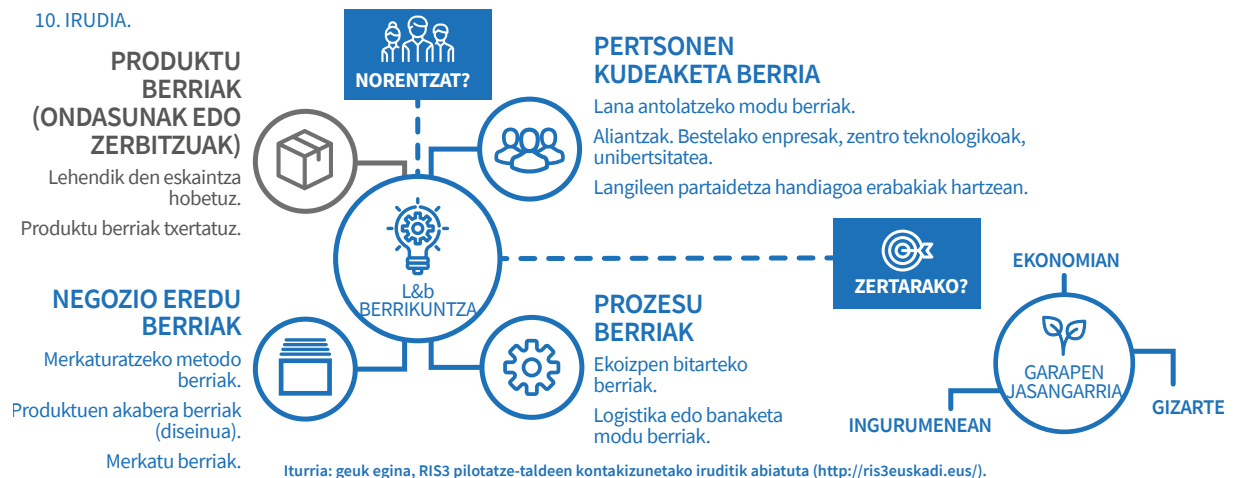 10. IRUDIA.
PRODUKTU
BERRIAK
(ONDASUNAK EDO
ZERBITZUAK)
Lehendik den eskaintza
hobetuz.
Produktu berriak txertatuz.
NORENTZAT?
PERTSONEN
KUDEAKETA BERRIA
Lana antolatzeko modu berriak.
Aliantzak. Bestelako enpresak, zentro teknologikoak,
unibertsitatea.
Langileen partaidetza handiagoa erabakiak hartzean.
L&b
BERRIKUNTZA
ZERTARAKO?
NEGOZIO EREDU
BERRIAK
Merkaturatzeko metodo
berriak.
Produktuen akabera berriak
(diseinua).
Merkatu berriak.
PROZESU
BERRIAK
Ekoizpen bitarteko
berriak.
Logistika edo banaketa
modu berriak.
EKONOMIAN
GARAPEN
JASANGARRIA
INGURUMENEAN
GIZARTE
Iturria: geuk egina, RIS3 pilotatze-taldeen kontakizunetako iruditik abiatuta (http://ris3euskadi.eus/).